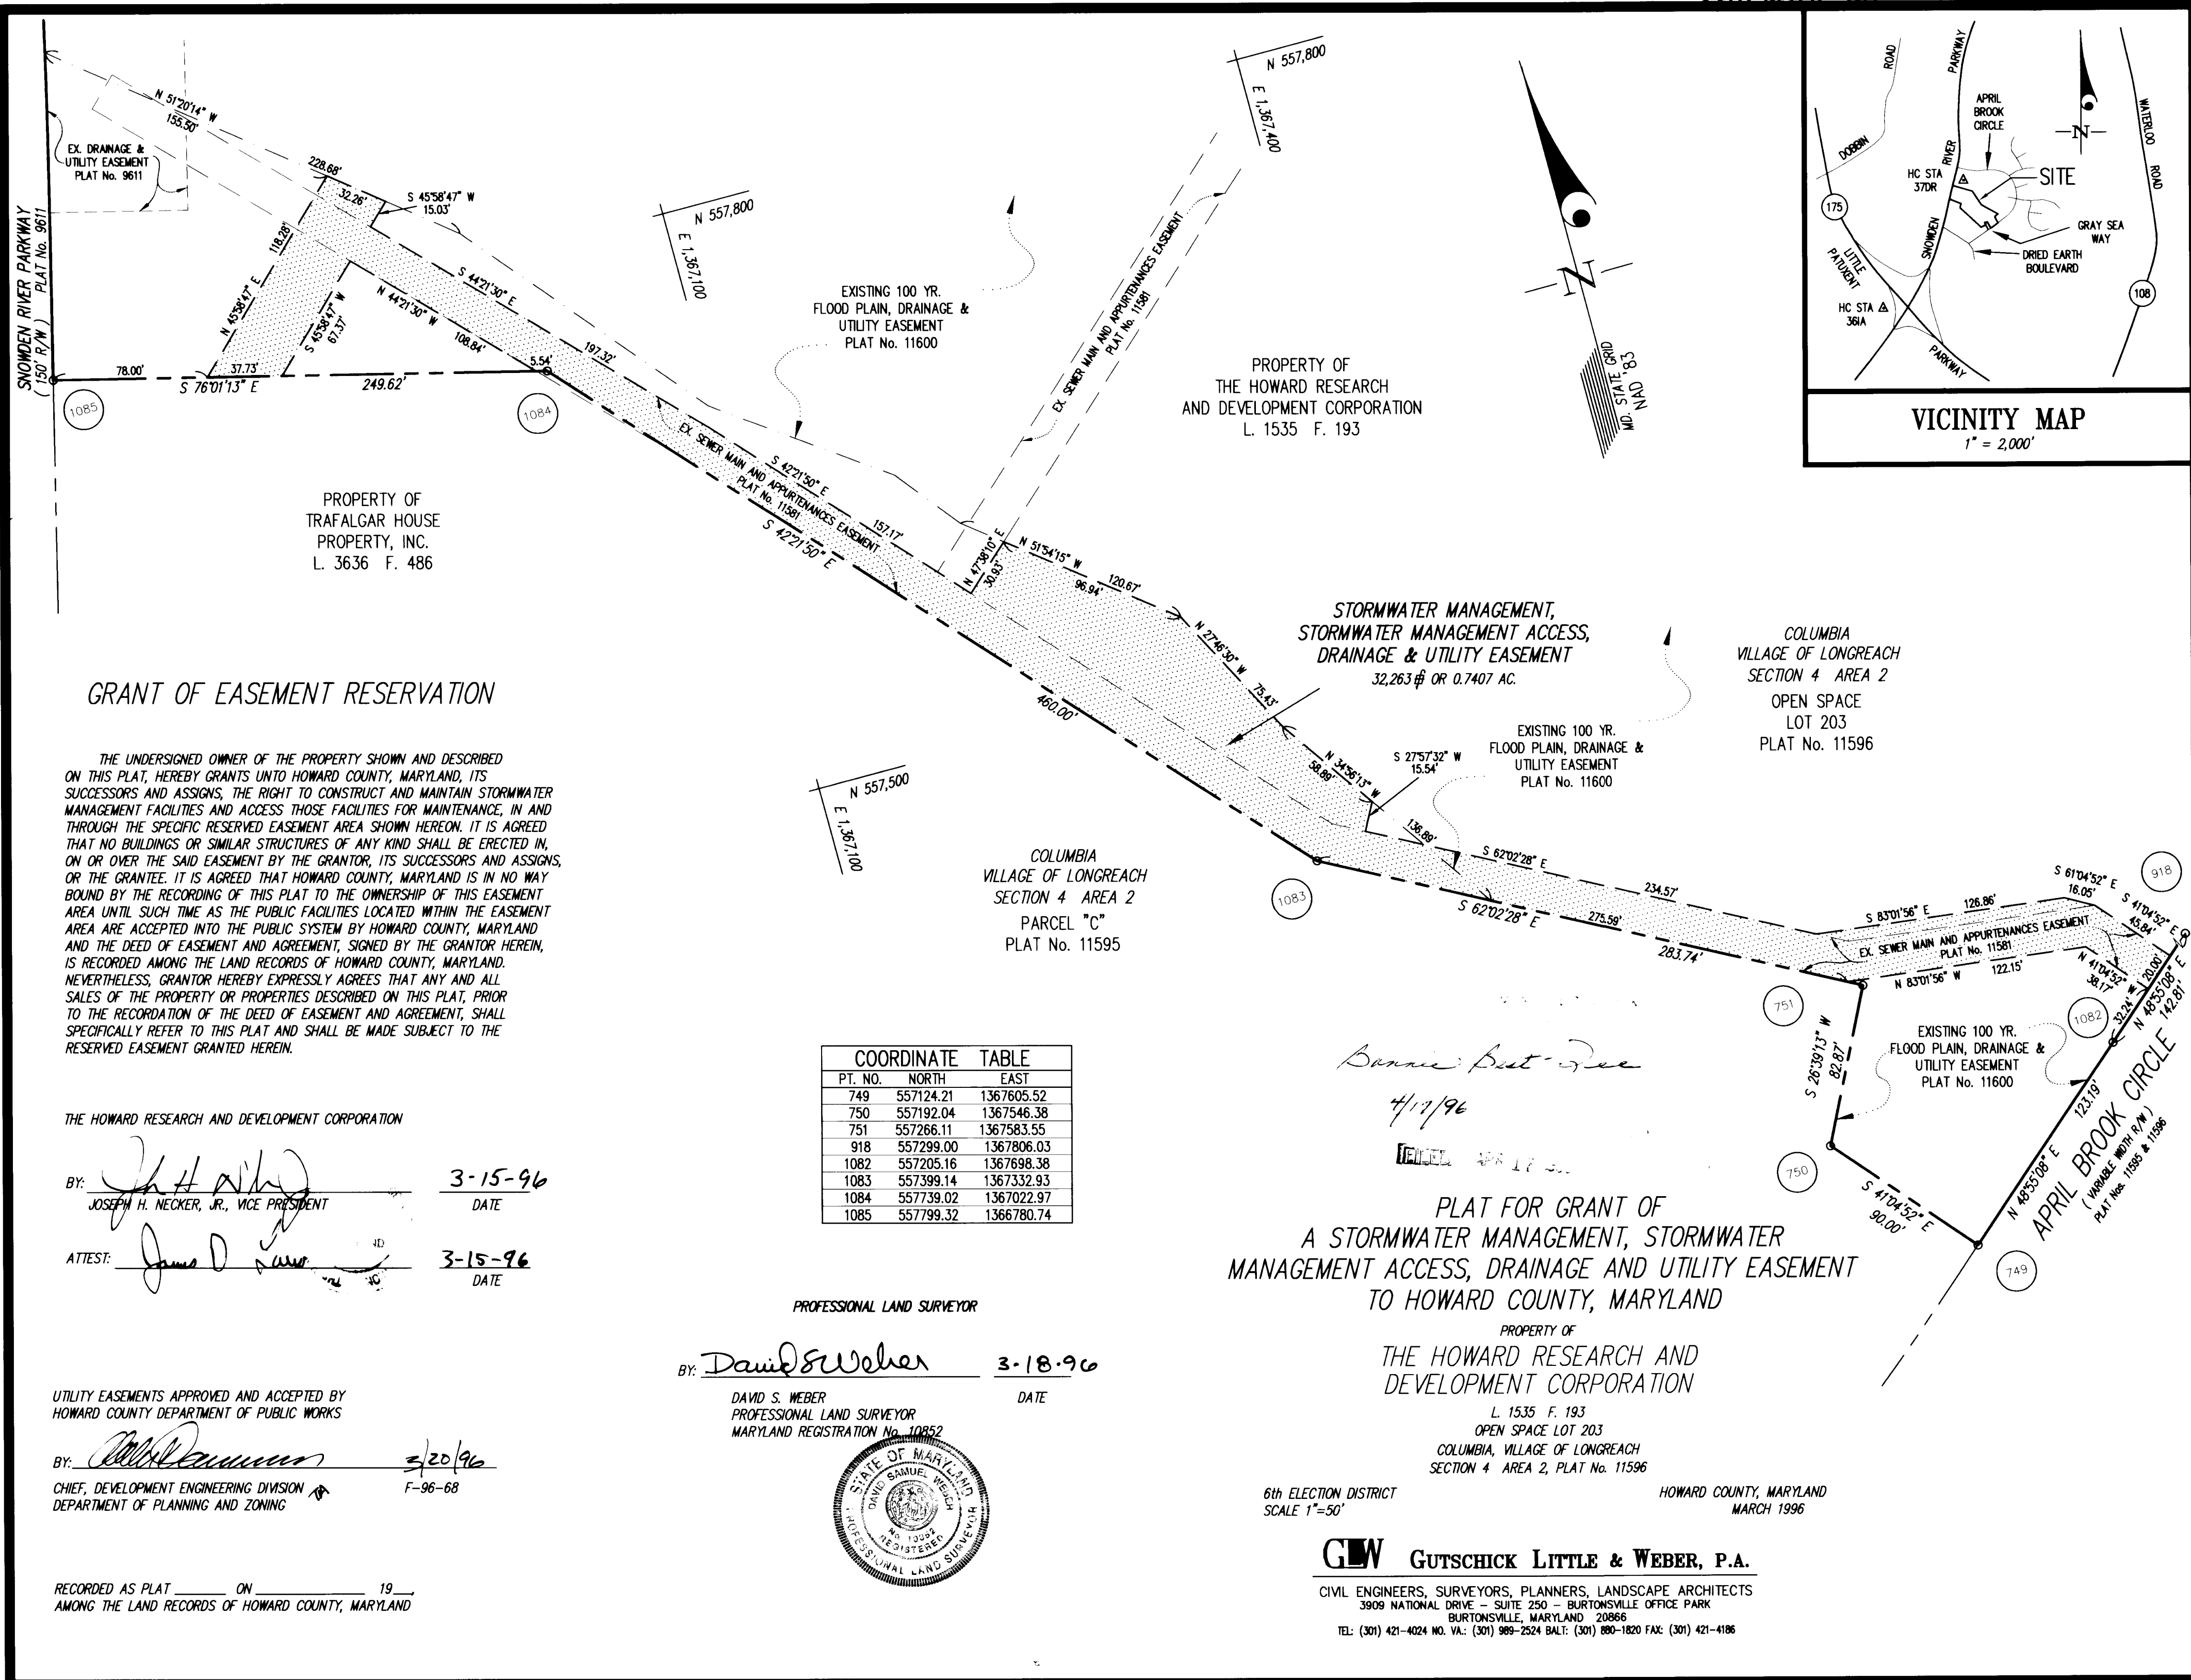 N 51°20'14" W
155.50'
EX. DRAINAGE &
UTILITY EASEMENT
PLAT No. 9611
SNOWDEN RIVER PARKWAY
( 150' R/W ) PLAT No. 9611
228.68'
32.26'
S 45°58'47" W
15.03'
118.28'
N 45°58'47" E
S 45°58'47" W
67.37'
S 44°21'30" E
N 44°21'30" W
108.84'
197.32'
5.54'
78.00'
37.73'
S 76°01'13" E
249.62'
1085
1084
N 557,800
E 1,367,100
N 557,800
E 1,367,400
EXISTING 100 YR.
FLOOD PLAIN, DRAINAGE &
UTILITY EASEMENT
PLAT No. 11600
EX. SEWER MAIN AND APPURTENANCES EASEMENT
PLAT No. 11581
PROPERTY OF
THE HOWARD RESEARCH
AND DEVELOPMENT CORPORATION
L. 1535 F. 193
N
MD. STATE GRID
NAD '83
ROAD
PARKWAY
APRIL
BROOK
CIRCLE
N
WATERLOO
ROAD
DOBBIN
RIVER
HC STA
37DR
SITE
175
SNOWDEN
GRAY SEA
WAY
LITTLE
PATUXENT
DRIED EARTH
BOULEVARD
108
HC STA
36IA
PARKWAY
VICINITY MAP
1" = 2,000'
PROPERTY OF
TRAFALGAR HOUSE
PROPERTY, INC.
L. 3636 F. 486
S 42°21'50" E
EX. SEWER MAIN AND APPURTENANCES EASEMENT
PLAT No. 11581
157.17'
S 42°21'50" E
460.00'
N 47°38'10" E
30.93'
N 51°54'15" W
120.67'
96.94'
N 27°46'30" W
75.43'
STORMWATER MANAGEMENT,
STORMWATER MANAGEMENT ACCESS,
DRAINAGE & UTILITY EASEMENT
32,263 OR 0.7407 AC.
COLUMBIA
VILLAGE OF LONGREACH
SECTION 4 AREA 2
OPEN SPACE
LOT 203
PLAT No. 11596
EXISTING 100 YR.
FLOOD PLAIN, DRAINAGE &
UTILITY EASEMENT
PLAT No. 11600
N 34°56'13" W
58.89'
S 27°57'32" W
15.54'
136.89'
N 557,500
E 1,367,100
COLUMBIA
VILLAGE OF LONGREACH
SECTION 4 AREA 2
PARCEL "C"
PLAT No. 11595
1083
S 62°02'28" E
234.57'
S 62°02'28" E
275.59'
283.74'
S 83°01'56" E
126.86'
S 61°04'52" E
16.05'
S 41°04'52" E
45.84'
918
EX. SEWER MAIN AND APPURTENANCES EASEMENT
PLAT No. 11581
N 83°01'56" W
122.15'
N 41°04'52" W
38.17'
20.00'
32.24'
N 48°55'08" E
142.81'
751
1082
S 26°39'13" W
82.87'
EXISTING 100 YR.
FLOOD PLAIN, DRAINAGE &
UTILITY EASEMENT
PLAT No. 11600
123.19'
N 48°55'08" E
APRIL BROOK CIRCLE
( VARIABLE WIDTH R/W )
PLAT Nos. 11595 & 11596
750
S 41°04'52" E
90.00'
749
GRANT OF EASEMENT RESERVATION
THE UNDERSIGNED OWNER OF THE PROPERTY SHOWN AND DESCRIBED
ON THIS PLAT, HEREBY GRANTS UNTO HOWARD COUNTY, MARYLAND, ITS
SUCCESSORS AND ASSIGNS, THE RIGHT TO CONSTRUCT AND MAINTAIN STORMWATER
MANAGEMENT FACILITIES AND ACCESS THOSE FACILITIES FOR MAINTENANCE, IN AND
THROUGH THE SPECIFIC RESERVED EASEMENT AREA SHOWN HEREON. IT IS AGREED
THAT NO BUILDINGS OR SIMILAR STRUCTURES OF ANY KIND SHALL BE ERECTED IN,
ON OR OVER THE SAID EASEMENT BY THE GRANTOR, ITS SUCCESSORS AND ASSIGNS,
OR THE GRANTEE. IT IS AGREED THAT HOWARD COUNTY, MARYLAND IS IN NO WAY
BOUND BY THE RECORDING OF THIS PLAT TO THE OWNERSHIP OF THIS EASEMENT
AREA UNTIL SUCH TIME AS THE PUBLIC FACILITIES LOCATED WITHIN THE EASEMENT
AREA ARE ACCEPTED INTO THE PUBLIC SYSTEM BY HOWARD COUNTY, MARYLAND
AND THE DEED OF EASEMENT AND AGREEMENT, SIGNED BY THE GRANTOR HEREIN,
IS RECORDED AMONG THE LAND RECORDS OF HOWARD COUNTY, MARYLAND.
NEVERTHELESS, GRANTOR HEREBY EXPRESSLY AGREES THAT ANY AND ALL
SALES OF THE PROPERTY OR PROPERTIES DESCRIBED ON THIS PLAT, PRIOR
TO THE RECORDATION OF THE DEED OF EASEMENT AND AGREEMENT, SHALL
SPECIFICALLY REFER TO THIS PLAT AND SHALL BE MADE SUBJECT TO THE
RESERVED EASEMENT GRANTED HEREIN.
THE HOWARD RESEARCH AND DEVELOPMENT CORPORATION
BY: 3-15-96
JOSEPH H. NECKER, JR., VICE PRESIDENT DATE
ATTEST: James D 3-15-96
DATE
UTILITY EASEMENTS APPROVED AND ACCEPTED BY
HOWARD COUNTY DEPARTMENT OF PUBLIC WORKS
BY: 3/20/96
CHIEF, DEVELOPMENT ENGINEERING DIVISION F-96-68
DEPARTMENT OF PLANNING AND ZONING
RECORDED AS PLAT ON 19
AMONG THE LAND RECORDS OF HOWARD COUNTY, MARYLAND
COORDINATE TABLE
PT. NO. NORTH EAST
749 557124.21 1367605.52
750 557192.04 1367546.38
751 557266.11 1367583.55
918 557299.00 1367806.03
1082 557205.16 1367698.38
1083 557399.14 1367332.93
1084 557739.02 1367022.97
1085 557799.32 1366780.74
PROFESSIONAL LAND SURVEYOR
BY: David S Weber 3-18-96
DAVID S. WEBER DATE
PROFESSIONAL LAND SURVEYOR
MARYLAND REGISTRATION No. 10852
STATE OF MARYLAND
DAVID SAMUEL WEBER
No. 10852
REGISTERED
PROFESSIONAL LAND SURVEYOR
Bonnie Best
4/17/96
APR 17
PLAT FOR GRANT OF
A STORMWATER MANAGEMENT, STORMWATER
MANAGEMENT ACCESS, DRAINAGE AND UTILITY EASEMENT
TO HOWARD COUNTY, MARYLAND
PROPERTY OF
THE HOWARD RESEARCH AND
DEVELOPMENT CORPORATION
L. 1535 F. 193
OPEN SPACE LOT 203
COLUMBIA, VILLAGE OF LONGREACH
SECTION 4 AREA 2, PLAT No. 11596
6th ELECTION DISTRICT HOWARD COUNTY, MARYLAND
SCALE 1"=50' MARCH 1996
GLW GUTSCHICK LITTLE & WEBER, P.A.
CIVIL ENGINEERS, SURVEYORS, PLANNERS, LANDSCAPE ARCHITECTS
3909 NATIONAL DRIVE – SUITE 250 – BURTONSVILLE OFFICE PARK
BURTONSVILLE, MARYLAND 20866
TEL: (301) 421-4024 NO. VA.: (301) 989-2524 BALT: (301) 880-1820 FAX: (301) 421-4186